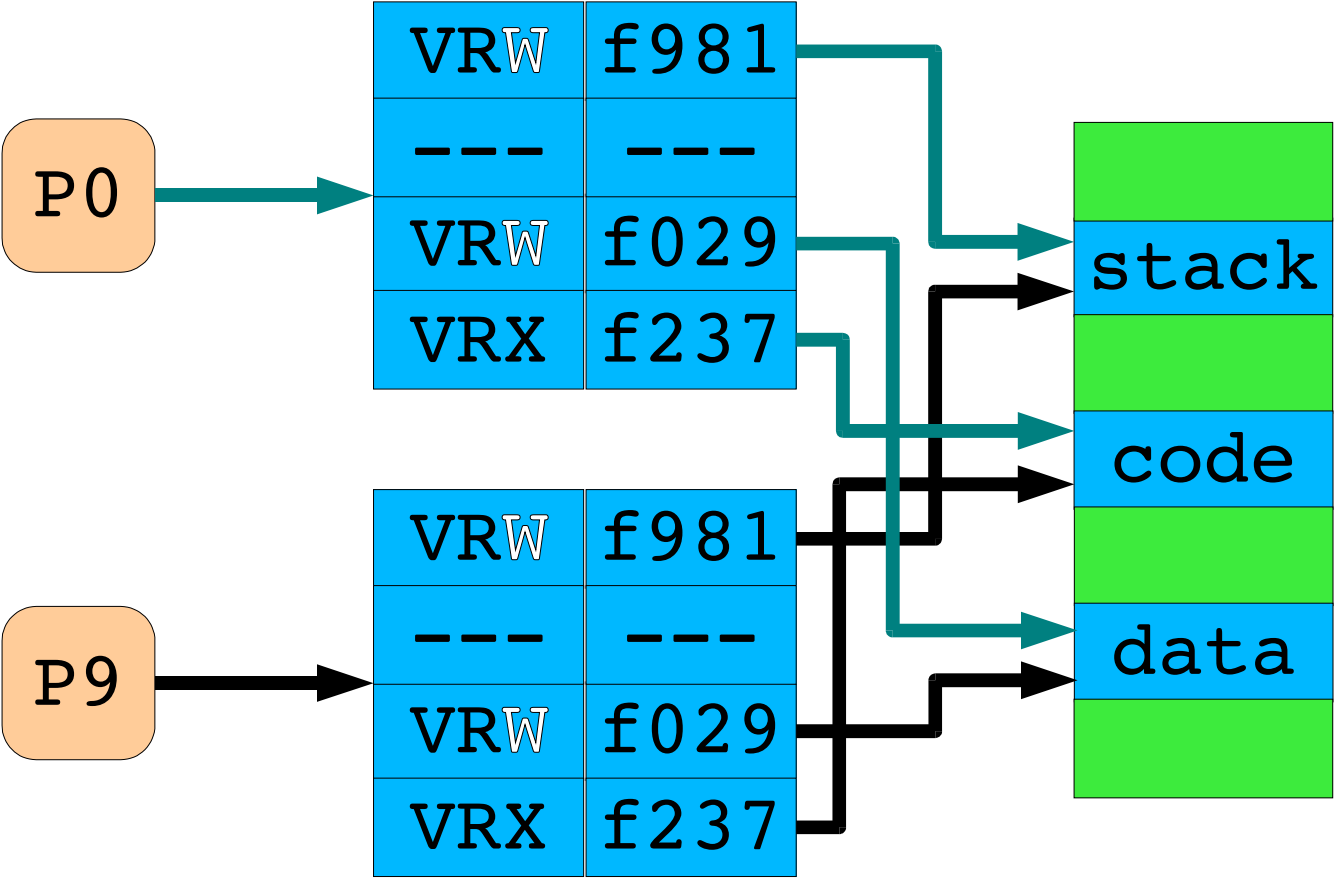 VRW f981
--- ---
P0
VRW f029
VRX f237
stack
code
data
VRW f981
--- ---
P9
VRW f029
VRX f237